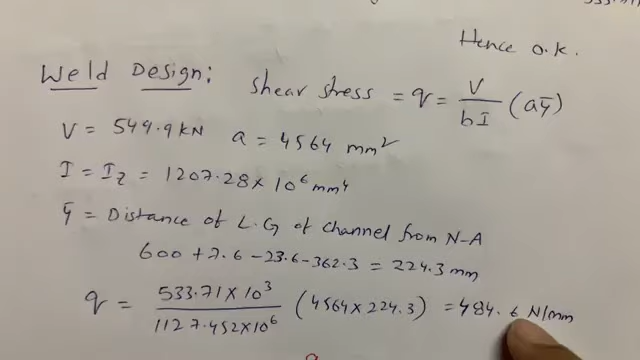 Hence o.k.
Weld Design: Shear stress = q = V/bI (aȳ)
V = 549.9 kN a = 4564 mm²
I = Iz = 1207.28 × 10⁶ mm⁴
ȳ = Distance of C.G of channel from N-A
600 + 7.6 - 23.6 - 362.3 = 224.3 mm
q = 533.71 × 10³ / 1127.452 × 10⁶ (4564 × 224.3) = 484.6 N/mm